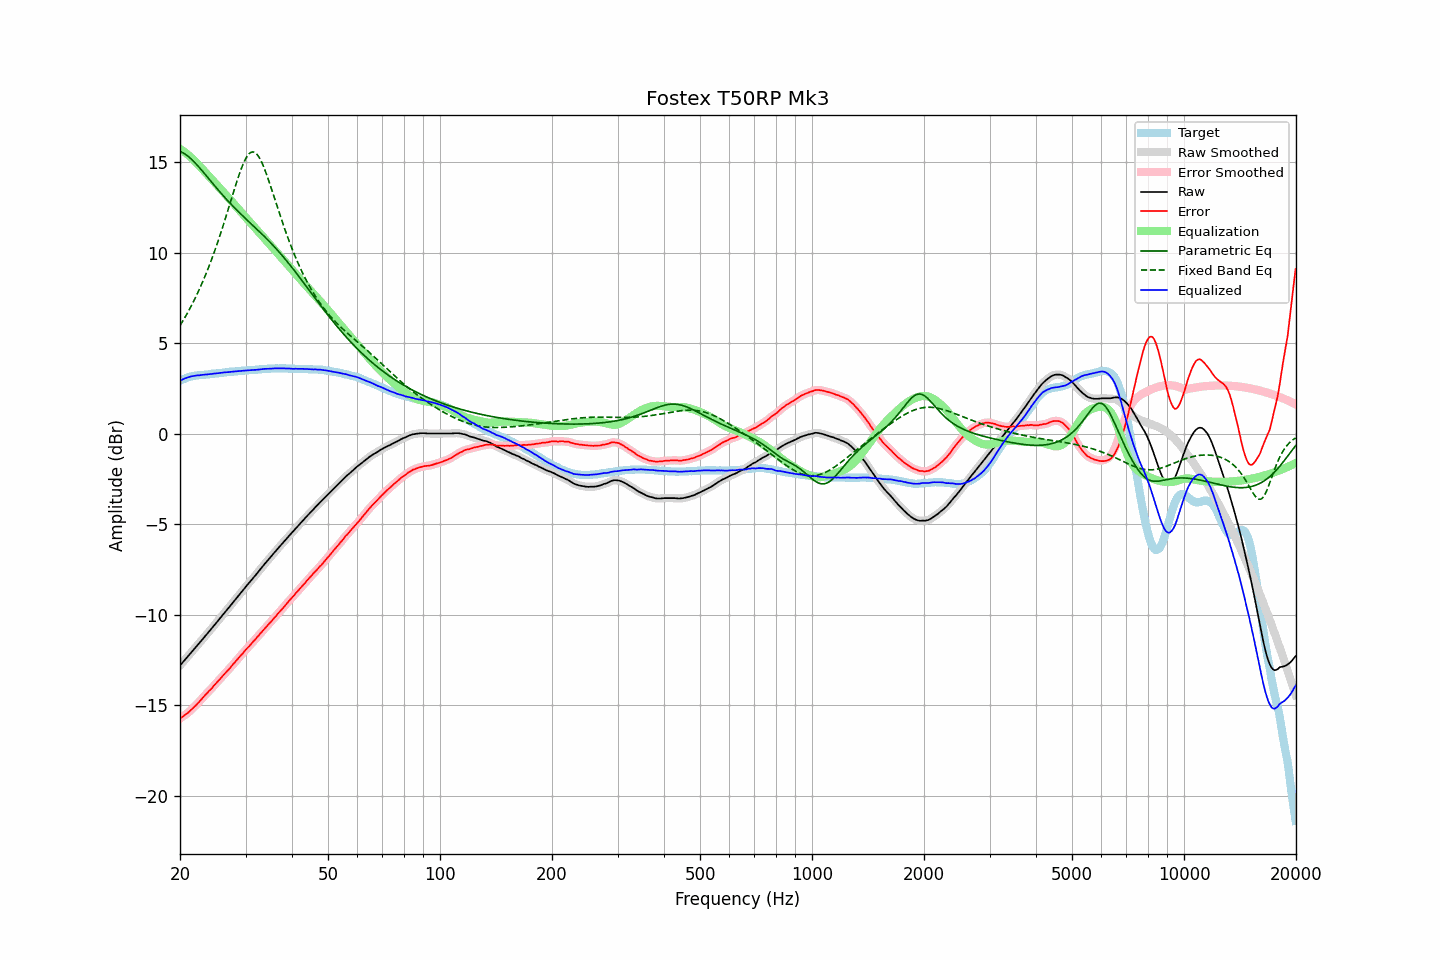 Fostex T50RP Mk3
Amplitude (dBr)
15
10
5
0
−5
−10
−15
−20
Target
Raw Smoothed
Error Smoothed
Raw
Error
Equalization
Parametric Eq
Fixed Band Eq
Equalized
20
50
100
200
500
1000
2000
5000
10000
20000
Frequency (Hz)